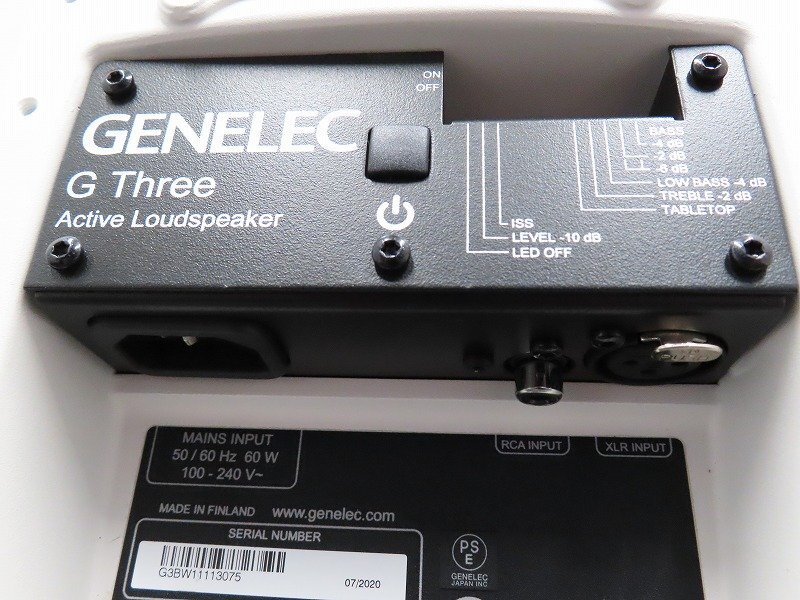 ON
OFF
GENELEC
G Three
Active Loudspeaker
BASS
-4 dB
-2 dB
-6 dB
LOW BASS -4 dB
TREBLE -2 dB
TABLETOP
ISS
LEVEL -10 dB
LED OFF
PUSH
MAINS INPUT
50 / 60 Hz 60 W
100 - 240 V~
RCA INPUT
XLR INPUT
MADE IN FINLAND www.genelec.com
SERIAL NUMBER
G3BW11113075
07/2020
PS
E
GENELEC
JAPAN INC